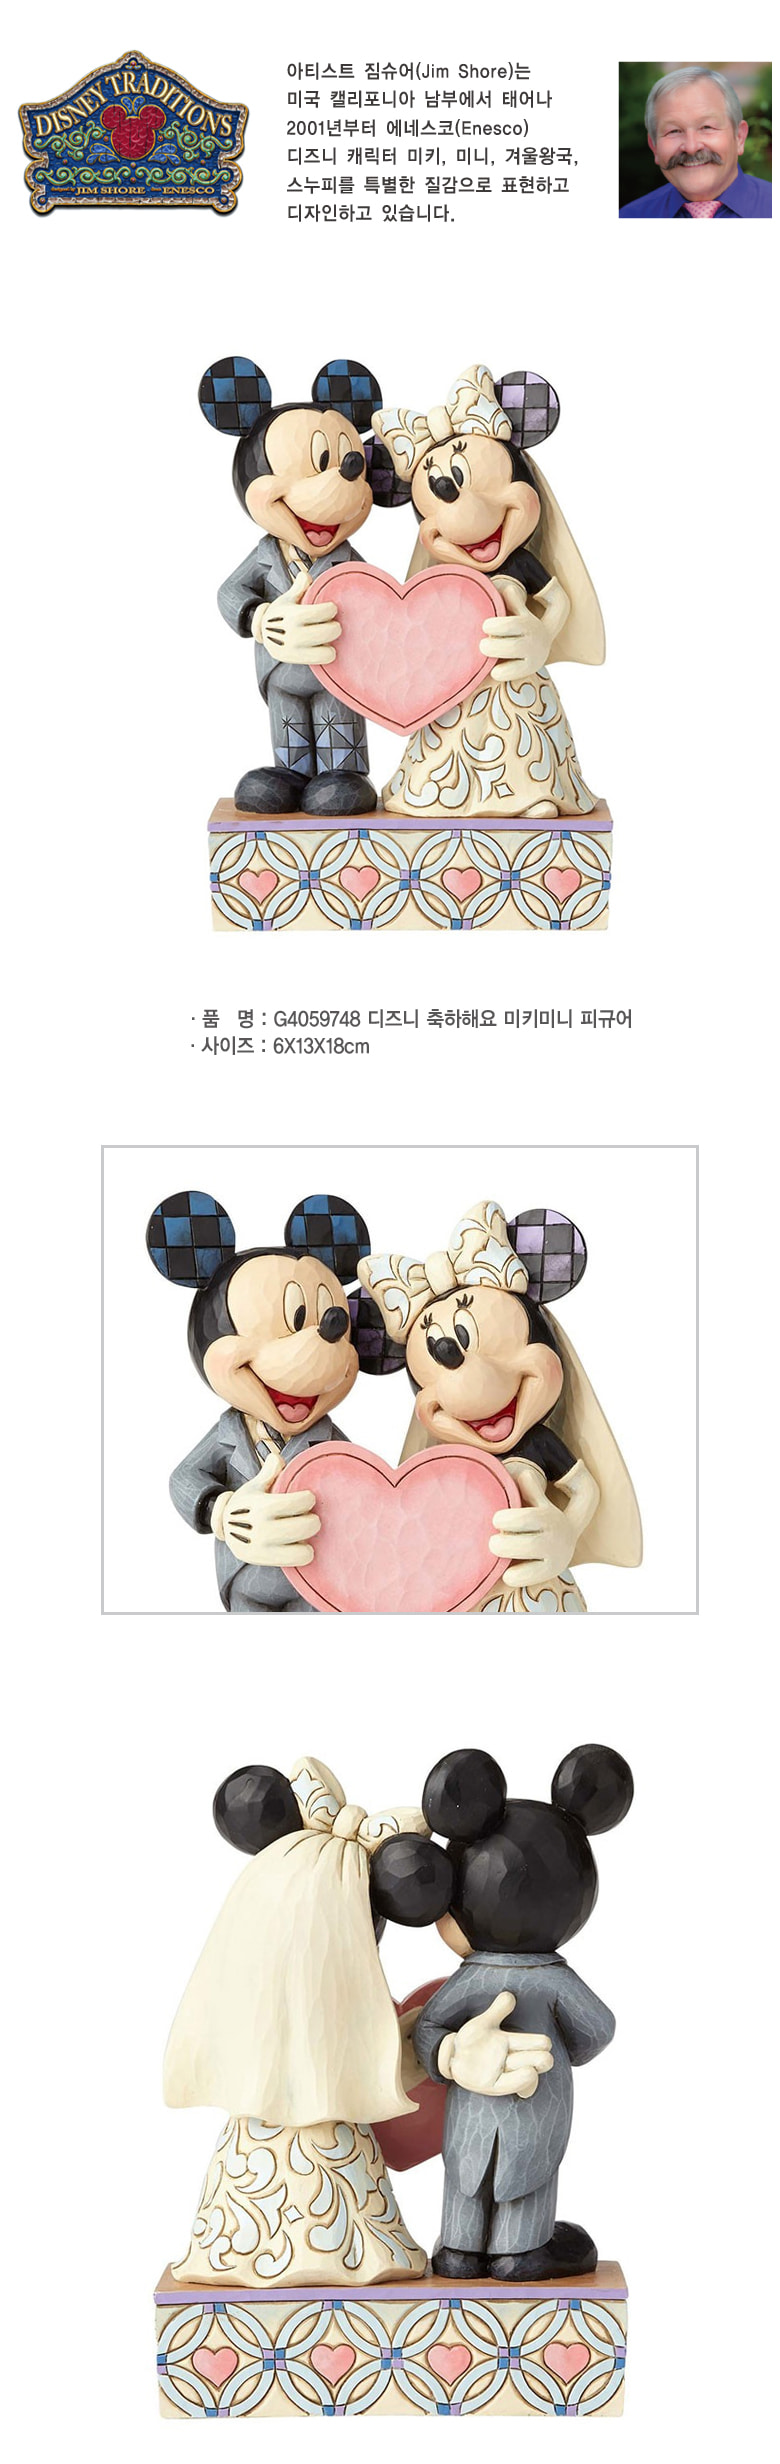 DISNEY TRADITIONS
designed by JIM SHORE from ENESCO
아티스트 짐슈어(Jim Shore)는
미국 캘리포니아 남부에서 태어나
2001년부터 에네스코(Enesco)
디즈니 캐릭터 미키, 미니, 겨울왕국,
스누피를 특별한 질감으로 표현하고
디자인하고 있습니다.
· 품 명 : G4059748 디즈니 축하해요 미키미니 피규어
· 사이즈 : 6X13X18cm